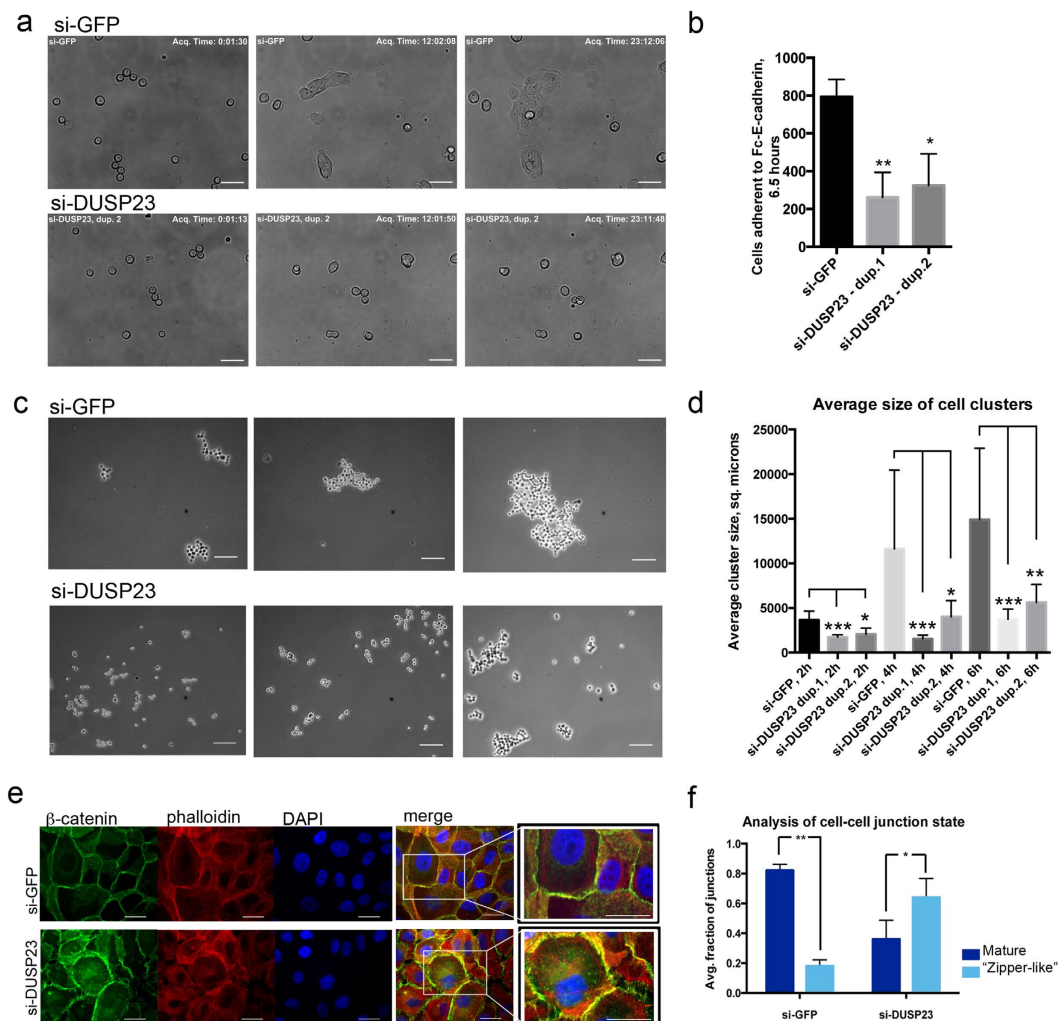 a
si-GFP
si-GFP Acq. Time: 0:01:30
Acq. Time: 12:02:08
si-GFP Acq. Time: 23:12:06
si-DUSP23
si-DUSP23, dup. 2 Acq. Time: 0:01:13
si-DUSP23, dup. 2 Acq. Time: 12:01:50
si-DUSP23, dup. 2 Acq. Time: 23:11:48
b
Cells adherent to Fc-E-cadherin,
6.5 hours
1000
800
600
400
200
0
**
*
si-GFP
si-DUSP23 - dup.1
si-DUSP23 - dup.2
c
si-GFP
si-DUSP23
d
Average size of cell clusters
Average cluster size, sq. microns
25000
20000
15000
10000
5000
0
***
*
***
*
***
**
si-GFP, 2h
si-DUSP23 dup.1, 2h
si-DUSP23 dup.2, 2h
si-GFP, 4h
si-DUSP23 dup.1, 4h
si-DUSP23 dup.2, 4h
si-GFP, 6h
si-DUSP23 dup.1, 6h
si-DUSP23 dup.2, 6h
e
β-catenin phalloidin DAPI merge
si-GFP
si-DUSP23
f
Analysis of cell-cell junction state
Avg. fraction of junctions
1.0
0.8
0.6
0.4
0.2
0.0
**
*
si-GFP si-DUSP23
Mature
“Zipper-like”